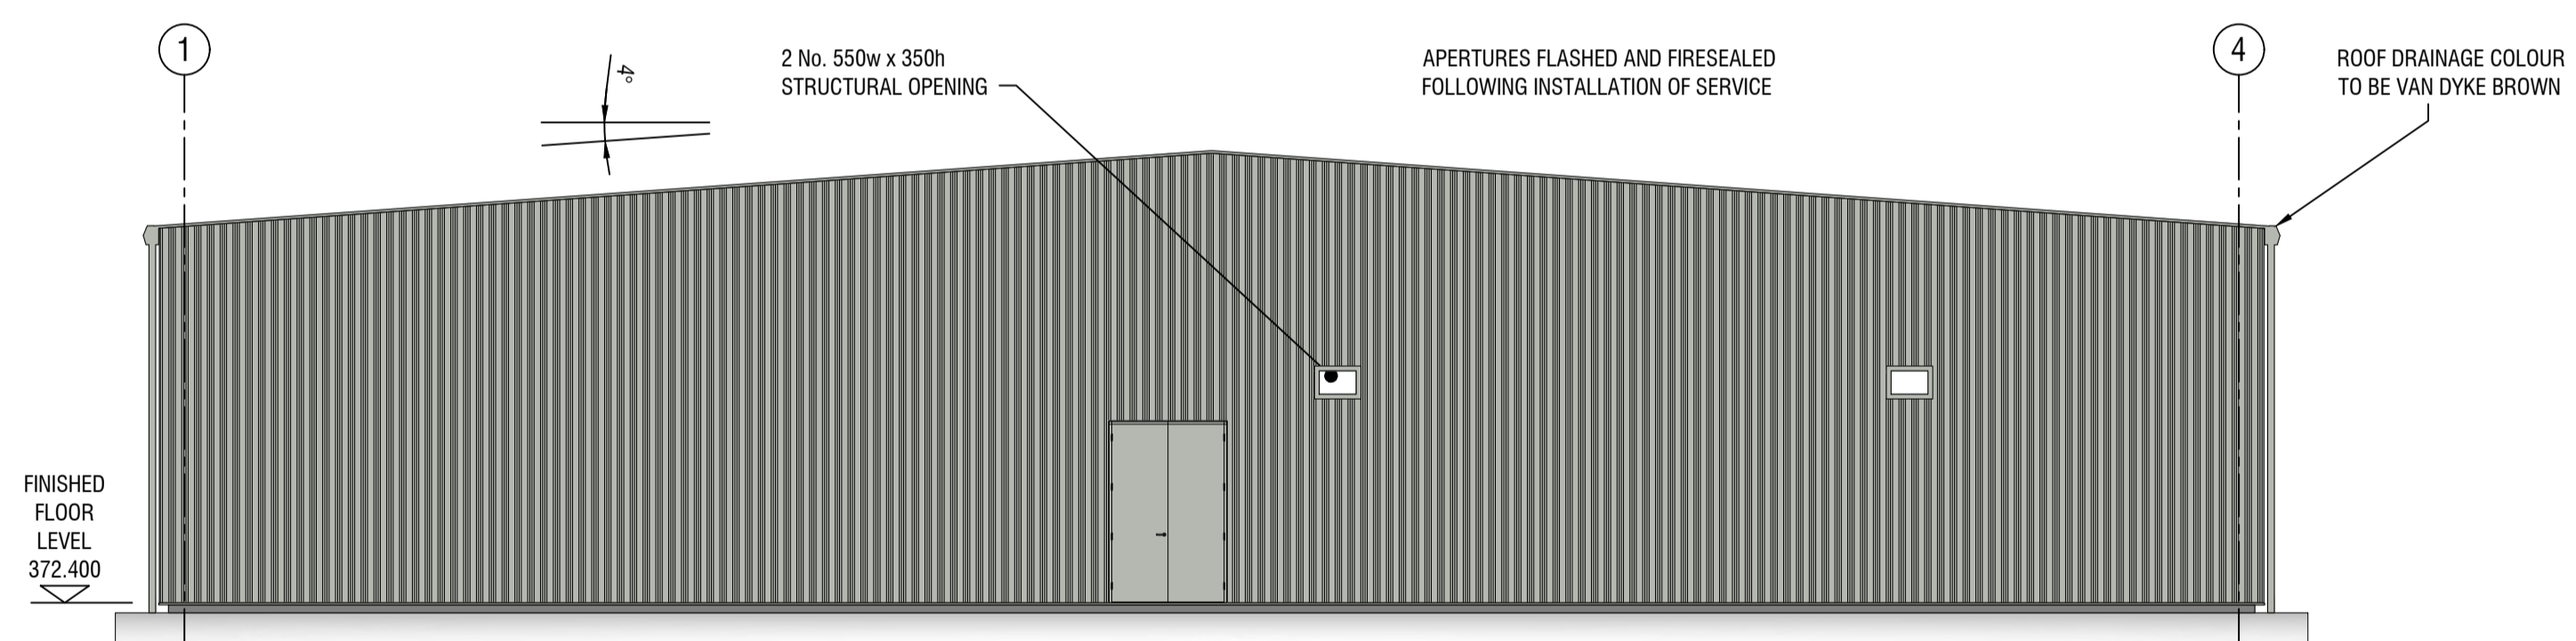 1
4°
2 No. 550w x 350h
STRUCTURAL OPENING
APERTURES FLASHED AND FIRESEALED
FOLLOWING INSTALLATION OF SERVICE
4
ROOF DRAINAGE COLOUR
TO BE VAN DYKE BROWN
FINISHED
FLOOR
LEVEL
372.400